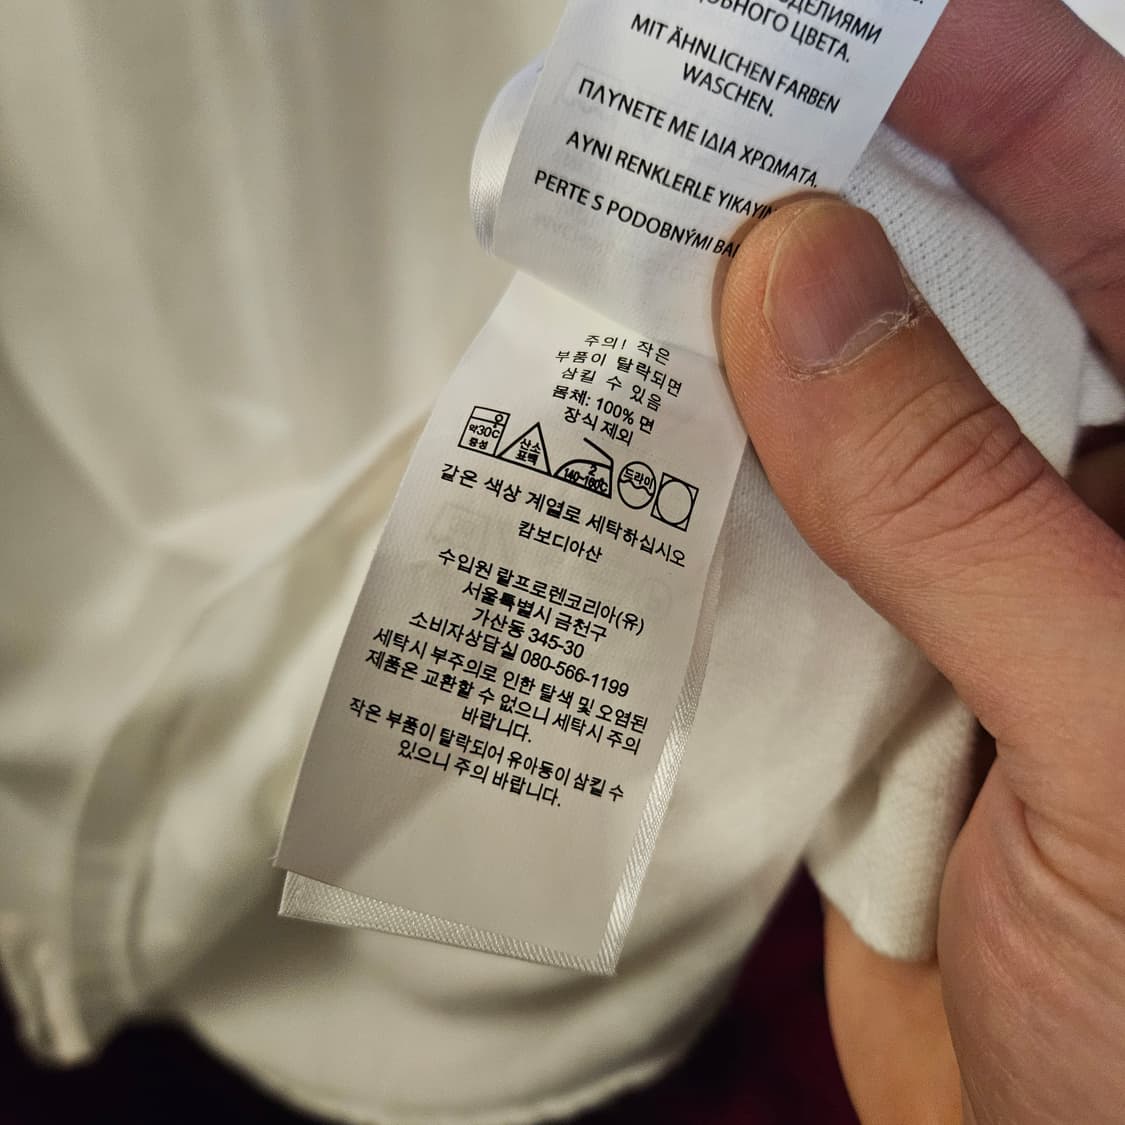 ЗДЕЛИЯМИ
ДОБНОГО ЦВЕТА.
MIT ÄHNLICHEN FARBEN
WASCHEN.
ΠΛΥΝΕΤΕ ΜΕ ΙΔΙΑ ΧΡΩΜΑΤΑ.
AYNI RENKLERLE YIKAYIN
PERTE S PODOBNÝMI BA
주의! 작은
부품이 탈락되면
삼킬 수 있음
몸체: 100% 면
장식 제외
약30C
중성
산소
표백
2
140~160℃
드라이
같은 색상 계열로 세탁하십시오
캄보디아산
수입원 랄프로렌코리아(유)
서울특별시 금천구
가산동 345-30
소비자상담실 080-566-1199
세탁시 부주의로 인한 탈색 및 오염된
제품은 교환할 수 없으니 세탁시 주의
바랍니다.
작은 부품이 탈락되어 유아동이 삼킬 수
있으니 주의 바랍니다.